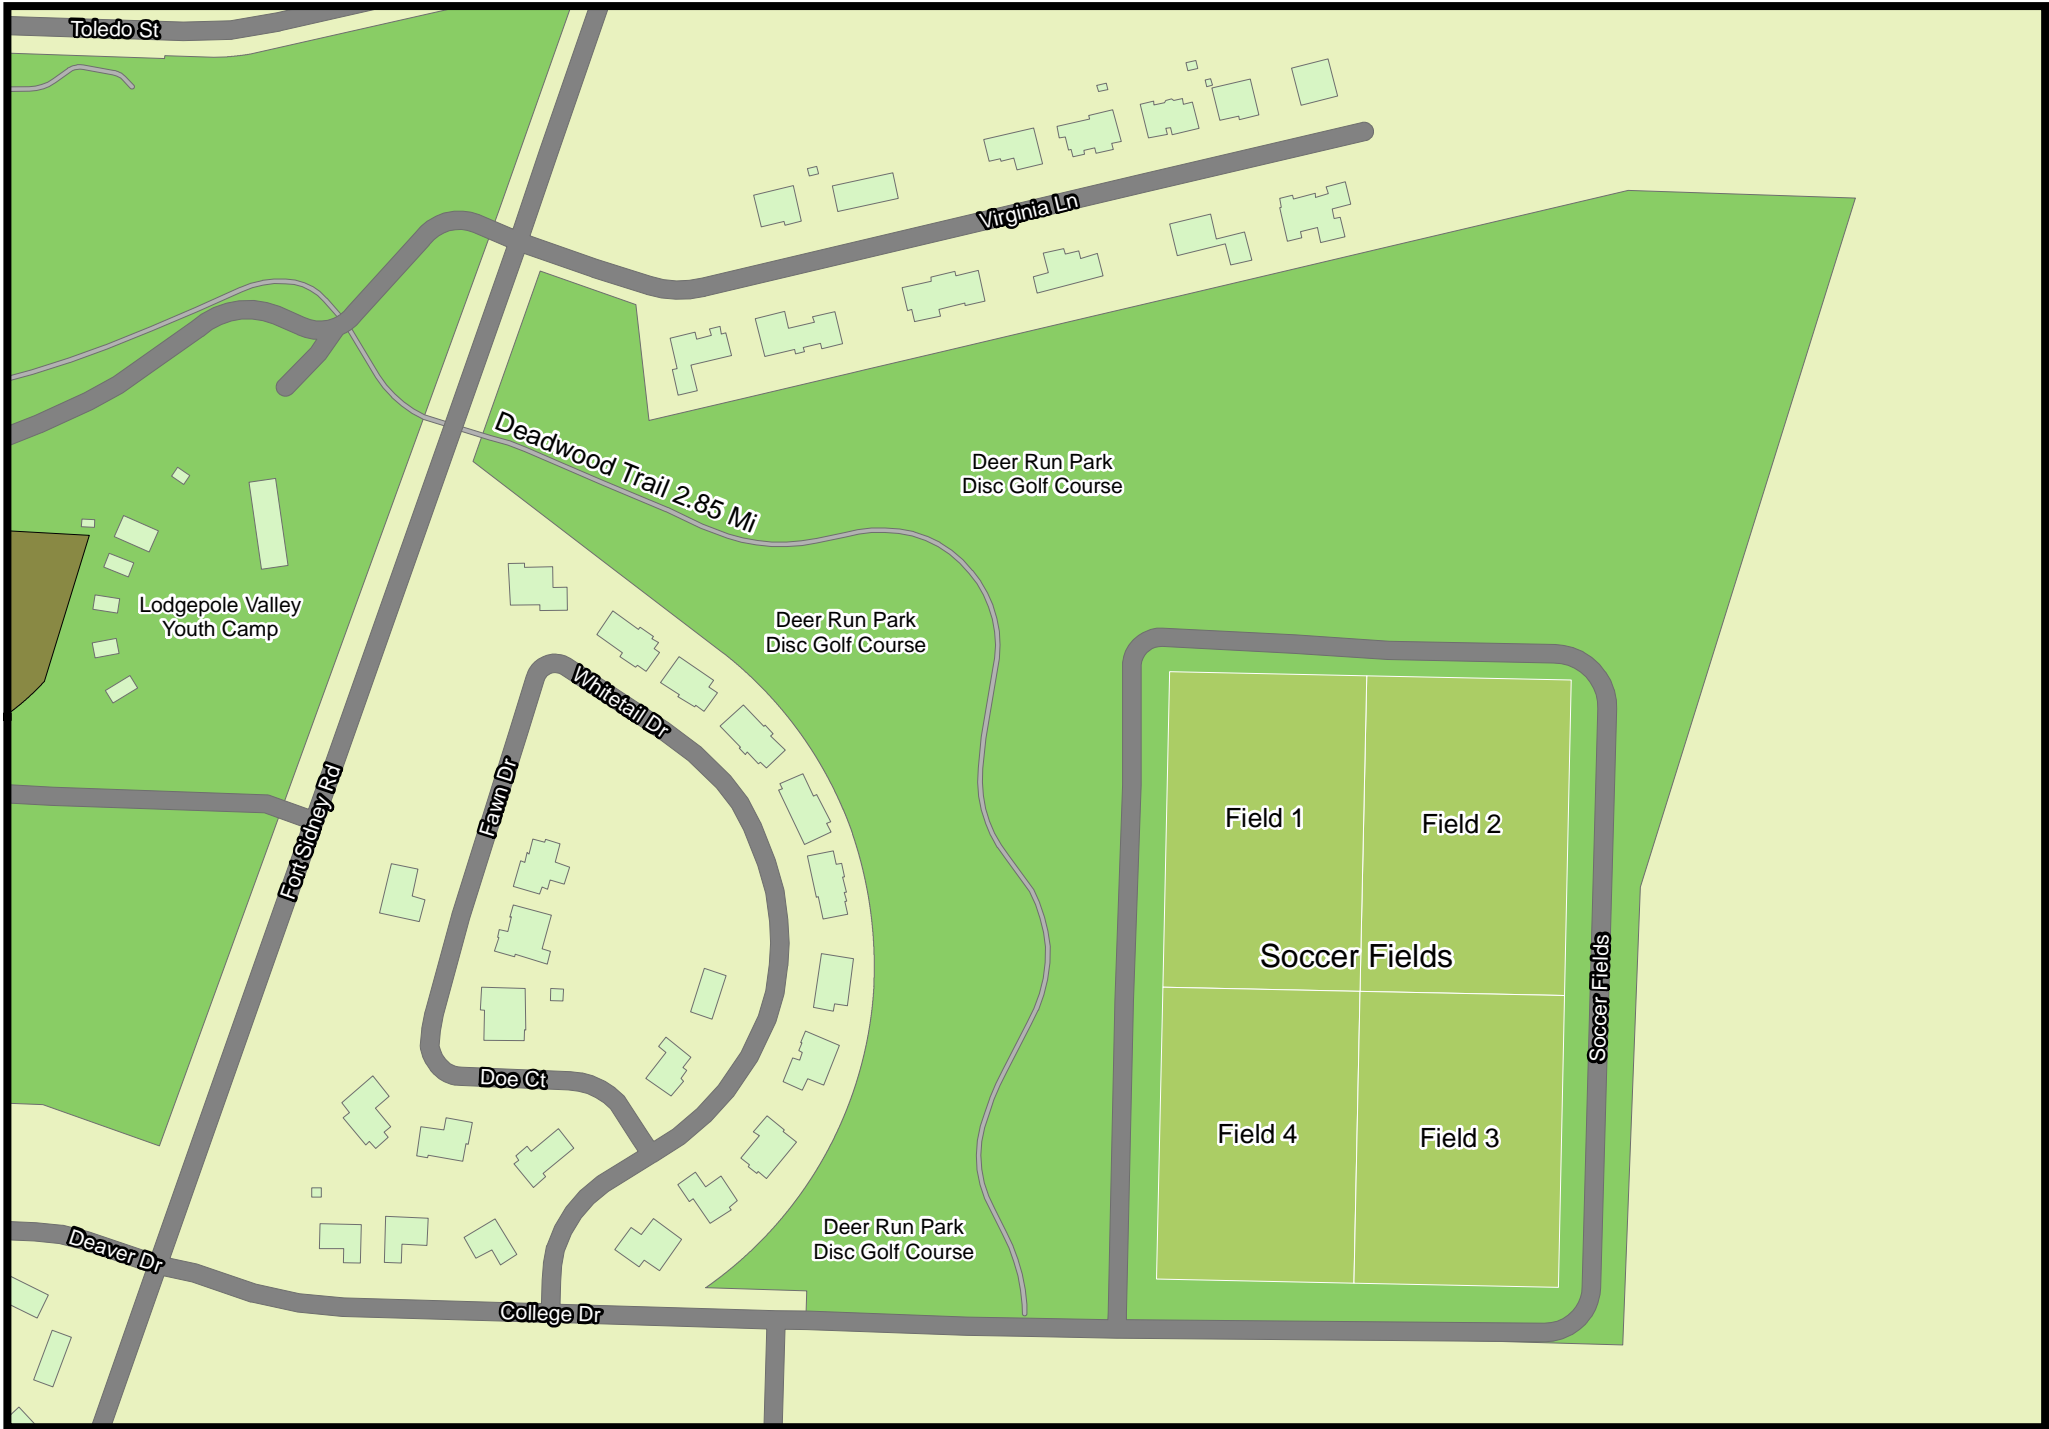 Toledo St
Virginia Ln
Deadwood Trail 2.85 Mi
Deer Run Park
Disc Golf Course
Lodgepole Valley
Youth Camp
Deer Run Park
Disc Golf Course
Whitetail Dr
Fawn Dr
Fort Sidney Rd
Field 1
Field 2
Soccer Fields
Soccer Fields
Doe Ct
Field 4
Field 3
Deer Run Park
Disc Golf Course
Deaver Dr
College Dr